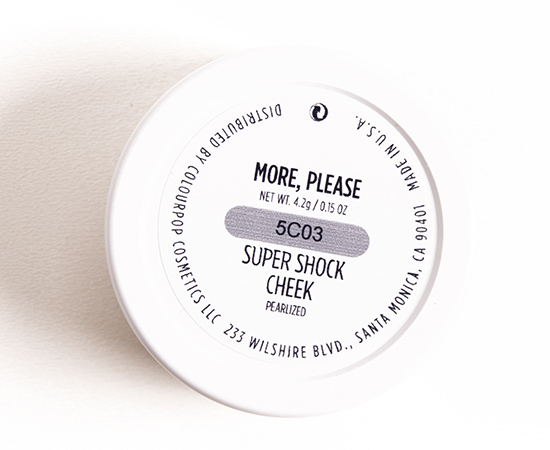 MORE, PLEASE
NET WT. 4.2g / 0.15 OZ
5C03
SUPER SHOCK
CHEEK
PEARLIZED
DISTRIBUTED BY COLOURPOP COSMETICS LLC 233 WILSHIRE BLVD., SANTA MONICA, CA 90401 MADE IN U.S.A.